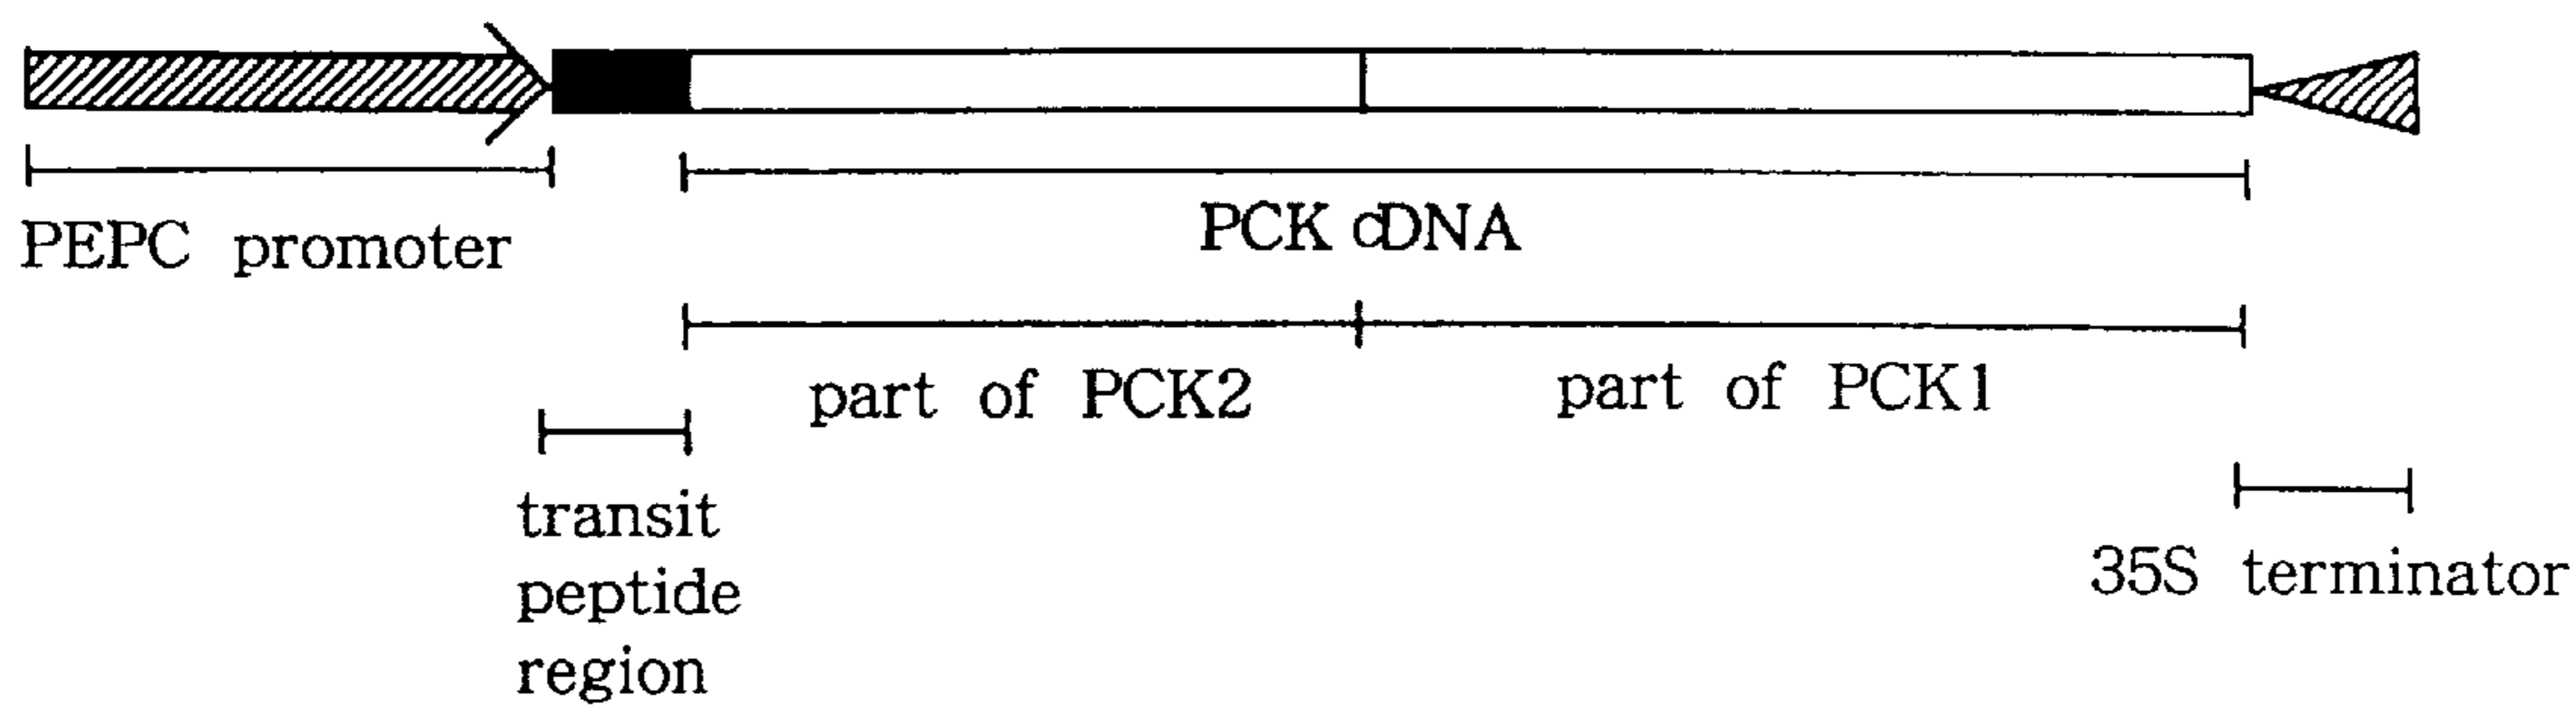 PEPC promoter
PCK cDNA
part of PCK2
part of PCK1
transit
peptide
region
35S terminator